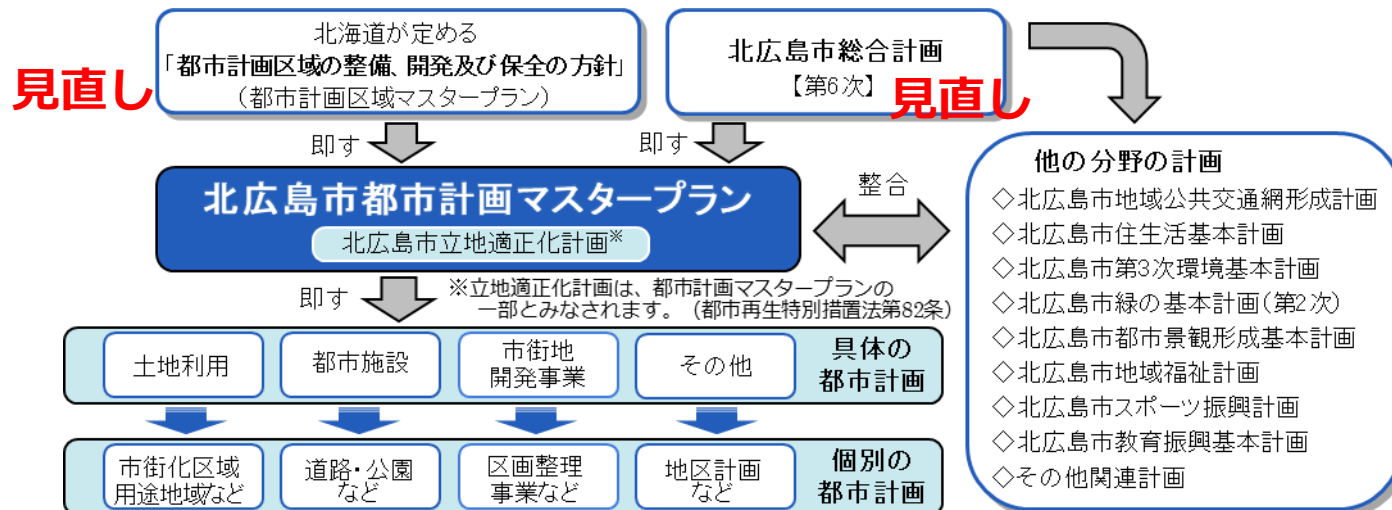 北海道が定める
「都市計画区域の整備、開発及び保全の方針」
(都市計画区域マスタープラン)
見直し
北広島市総合計画
【第6次】
見直し
即す
即す
北広島市都市計画マスタープラン
北広島市立地適正化計画※
整合
他の分野の計画
◇北広島市地域公共交通網形成計画
◇北広島市住生活基本計画
◇北広島市第3次環境基本計画
◇北広島市緑の基本計画(第2次)
◇北広島市都市景観形成基本計画
◇北広島市地域福祉計画
◇北広島市スポーツ振興計画
◇北広島市教育振興基本計画
◇その他関連計画
即す
※立地適正化計画は、都市計画マスタープランの
一部とみなされます。(都市再生特別措置法第82条)
土地利用
都市施設
市街地
開発事業
その他
具体の
都市計画
市街化区域
用途地域など
道路・公園
など
区画整理
事業など
地区計画
など
個別の
都市計画